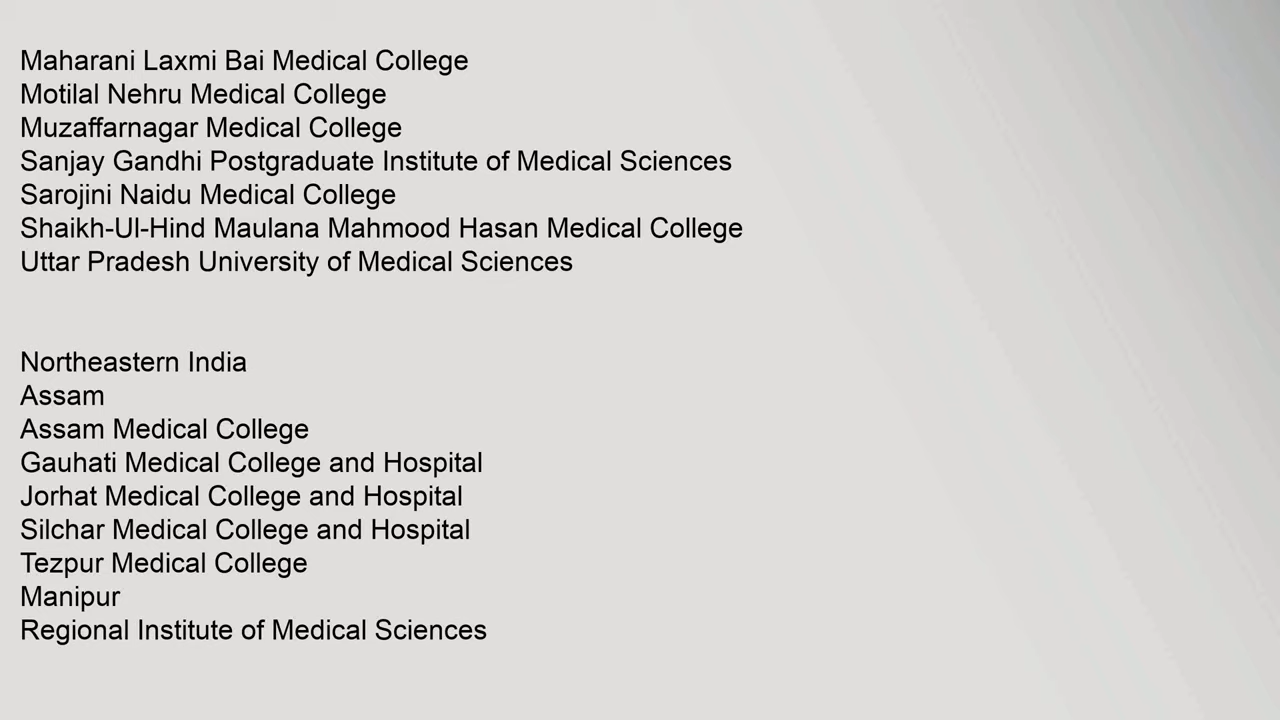 Maharani Laxmi Bai Medical College
Motilal Nehru Medical College
Muzaffarnagar Medical College
Sanjay Gandhi Postgraduate Institute of Medical Sciences
Sarojini Naidu Medical College
Shaikh-Ul-Hind Maulana Mahmood Hasan Medical College
Uttar Pradesh University of Medical Sciences
Northeastern India
Assam
Assam Medical College
Gauhati Medical College and Hospital
Jorhat Medical College and Hospital
Silchar Medical College and Hospital
Tezpur Medical College
Manipur
Regional Institute of Medical Sciences